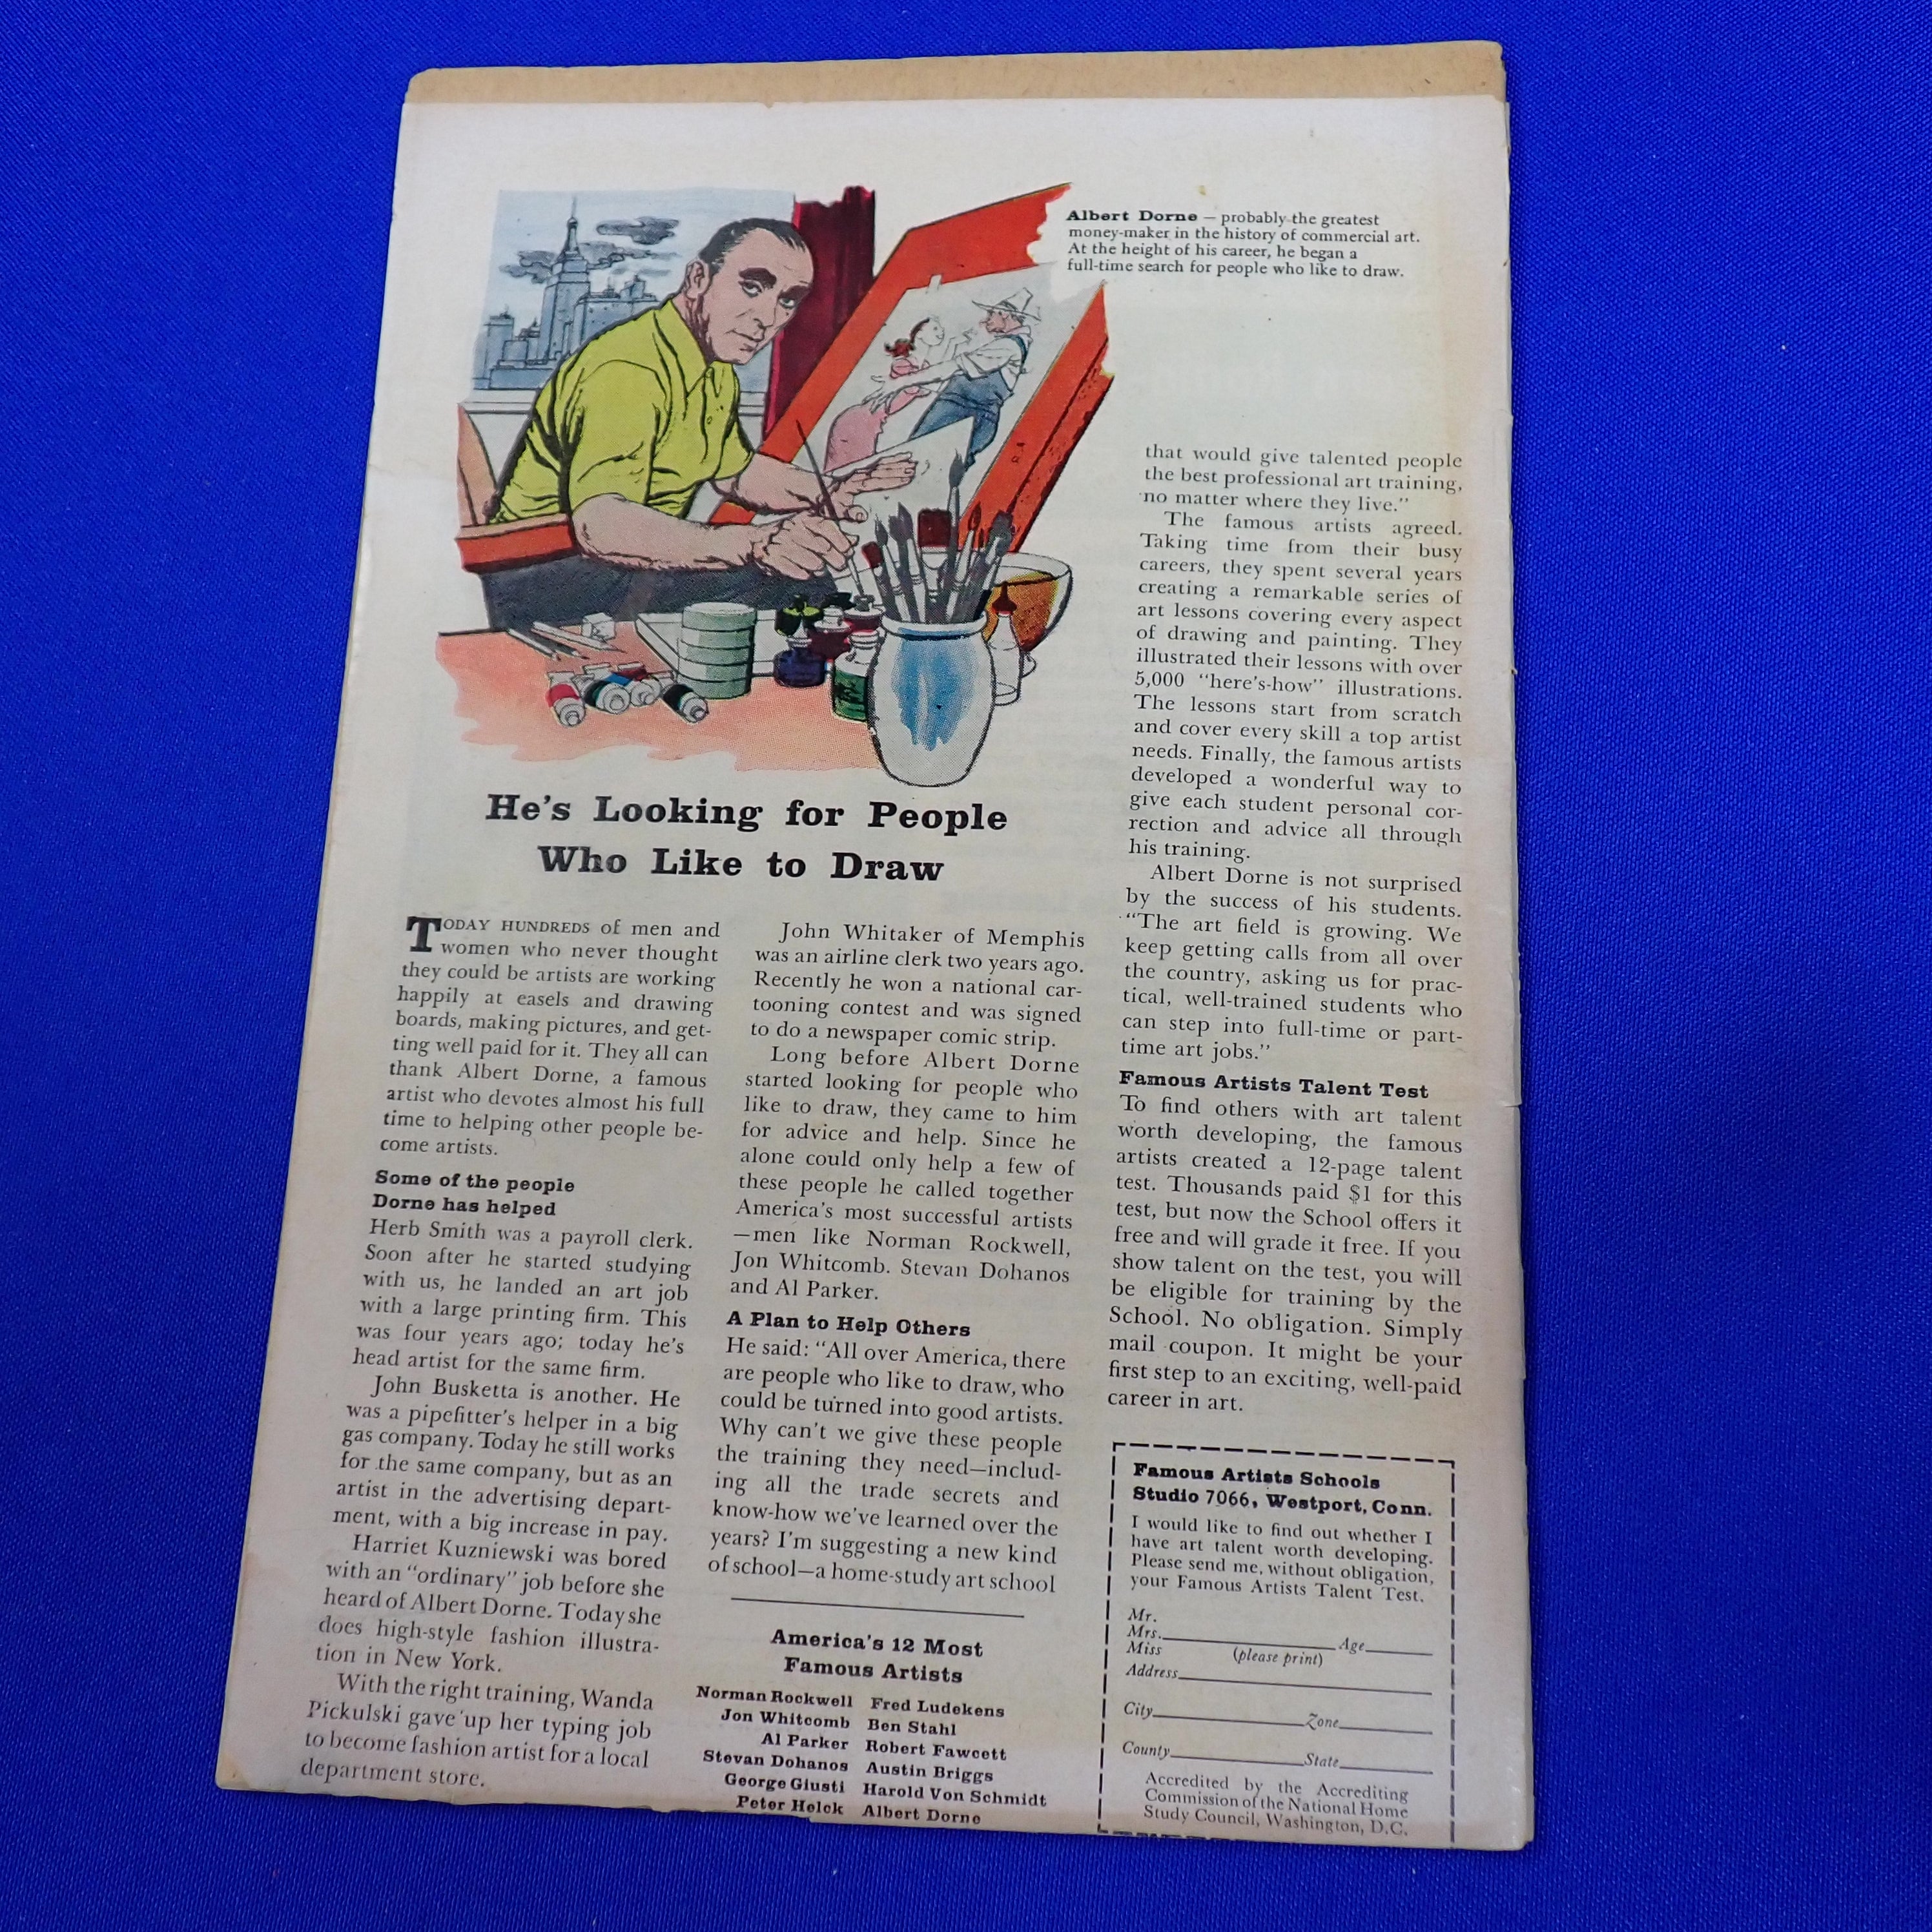 Albert Dorne — probably the greatest
money-maker in the history of commercial art.
At the height of his career, he began a
full-time search for people who like to draw.
He's Looking for People
Who Like to Draw
TODAY HUNDREDS of men and
women who never thought
they could be artists are working
happily at easels and drawing
boards, making pictures, and get-
ting well paid for it. They all can
thank Albert Dorne, a famous
artist who devotes almost his full
time to helping other people be-
come artists.
Some of the people
Dorne has helped
Herb Smith was a payroll clerk.
Soon after he started studying
with us, he landed an art job
with a large printing firm. This
was four years ago; today he's
head artist for the same firm.
John Busketta is another. He
was a pipefitter's helper in a big
gas company. Today he still works
for the same company, but as an
artist in the advertising depart-
ment, with a big increase in pay.
Harriet Kuzniewski was bored
with an "ordinary" job before she
heard of Albert Dorne. Today she
does high-style fashion illustra-
tion in New York.
With the right training, Wanda
Pickulski gave up her typing job
to become fashion artist for a local
department store.
John Whitaker of Memphis
was an airline clerk two years ago.
Recently he won a national car-
tooning contest and was signed
to do a newspaper comic strip.
Long before Albert Dorne
started looking for people who
like to draw, they came to him
for advice and help. Since he
alone could only help a few of
these people he called together
America's most successful artists
—men like Norman Rockwell,
Jon Whitcomb. Stevan Dohanos
and Al Parker.
A Plan to Help Others
He said: "All over America, there
are people who like to draw, who
could be turned into good artists.
Why can't we give these people
the training they need—includ-
ing all the trade secrets and
know-how we've learned over the
years? I'm suggesting a new kind
of school—a home-study art school
that would give talented people
the best professional art training,
no matter where they live."
The famous artists agreed.
Taking time from their busy
careers, they spent several years
creating a remarkable series of
art lessons covering every aspect
of drawing and painting. They
illustrated their lessons with over
5,000 "here's-how" illustrations.
The lessons start from scratch
and cover every skill a top artist
needs. Finally, the famous artists
developed a wonderful way to
give each student personal cor-
rection and advice all through
his training.
Albert Dorne is not surprised
by the success of his students.
"The art field is growing. We
keep getting calls from all over
the country, asking us for prac-
tical, well-trained students who
can step into full-time or part-
time art jobs."
Famous Artists Talent Test
To find others with art talent
worth developing, the famous
artists created a 12-page talent
test. Thousands paid $1 for this
test, but now the School offers it
free and will grade it free. If you
show talent on the test, you will
be eligible for training by the
School. No obligation. Simply
mail coupon. It might be your
first step to an exciting, well-paid
career in art.
America's 12 Most
Famous Artists
Norman Rockwell Fred Ludekens
Jon Whitcomb Ben Stahl
Al Parker Robert Fawcett
Stevan Dohanos Austin Briggs
George Giusti Harold Von Schmidt
Peter Helck Albert Dorne
Famous Artists Schools
Studio 7066, Westport, Conn.
I would like to find out whether I
have art talent worth developing.
Please send me, without obligation,
your Famous Artists Talent Test.
Mr.
Mrs. Age
Miss (please print)
Address
City Zone
County State
Accredited by the Accrediting
Commission of the National Home
Study Council, Washington, D.C.